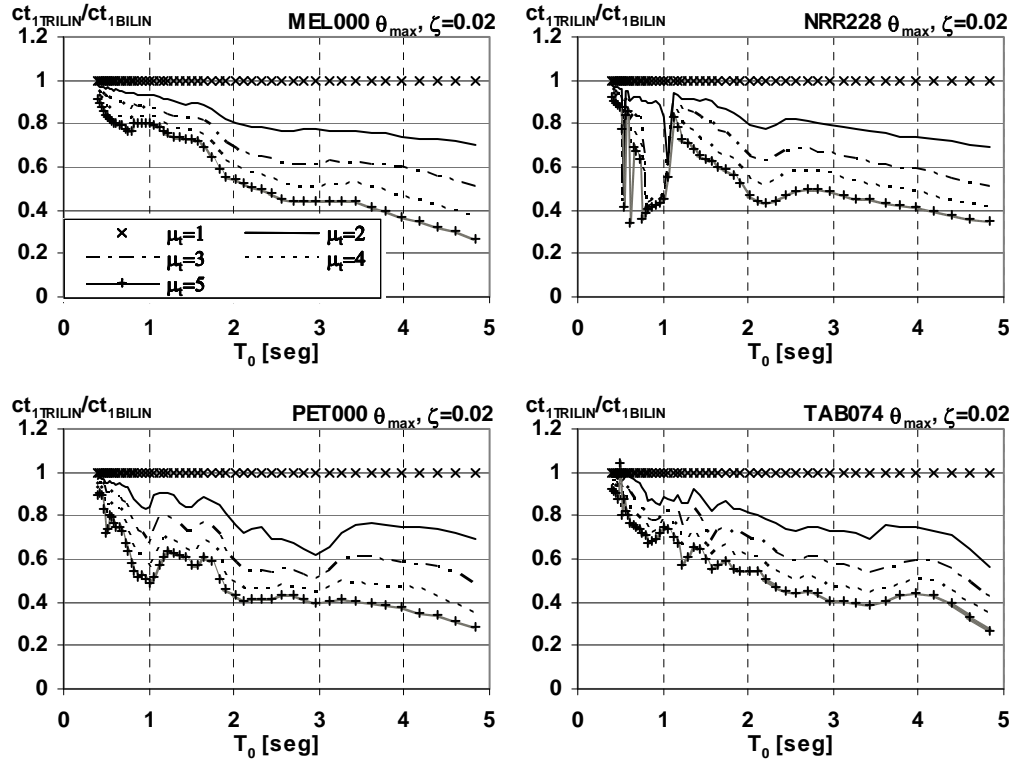 ct1TRILIN/ct1BILIN MEL000 θmax, ζ=0.02
1.2
1
0.8
0.6
0.4
0.2
0
μt=1 μt=2
μt=3 μt=4
μt=5
0 1 2 3 4 5
T0 [seg]
ct1TRILIN/ct1BILIN NRR228 θmax, ζ=0.02
1.2
1
0.8
0.6
0.4
0.2
0
0 1 2 3 4 5
T0 [seg]
ct1TRILIN/ct1BILIN PET000 θmax, ζ=0.02
1.2
1
0.8
0.6
0.4
0.2
0
0 1 2 3 4 5
T0 [seg]
ct1TRILIN/ct1BILIN TAB074 θmax, ζ=0.02
1.2
1
0.8
0.6
0.4
0.2
0
0 1 2 3 4 5
T0 [seg]